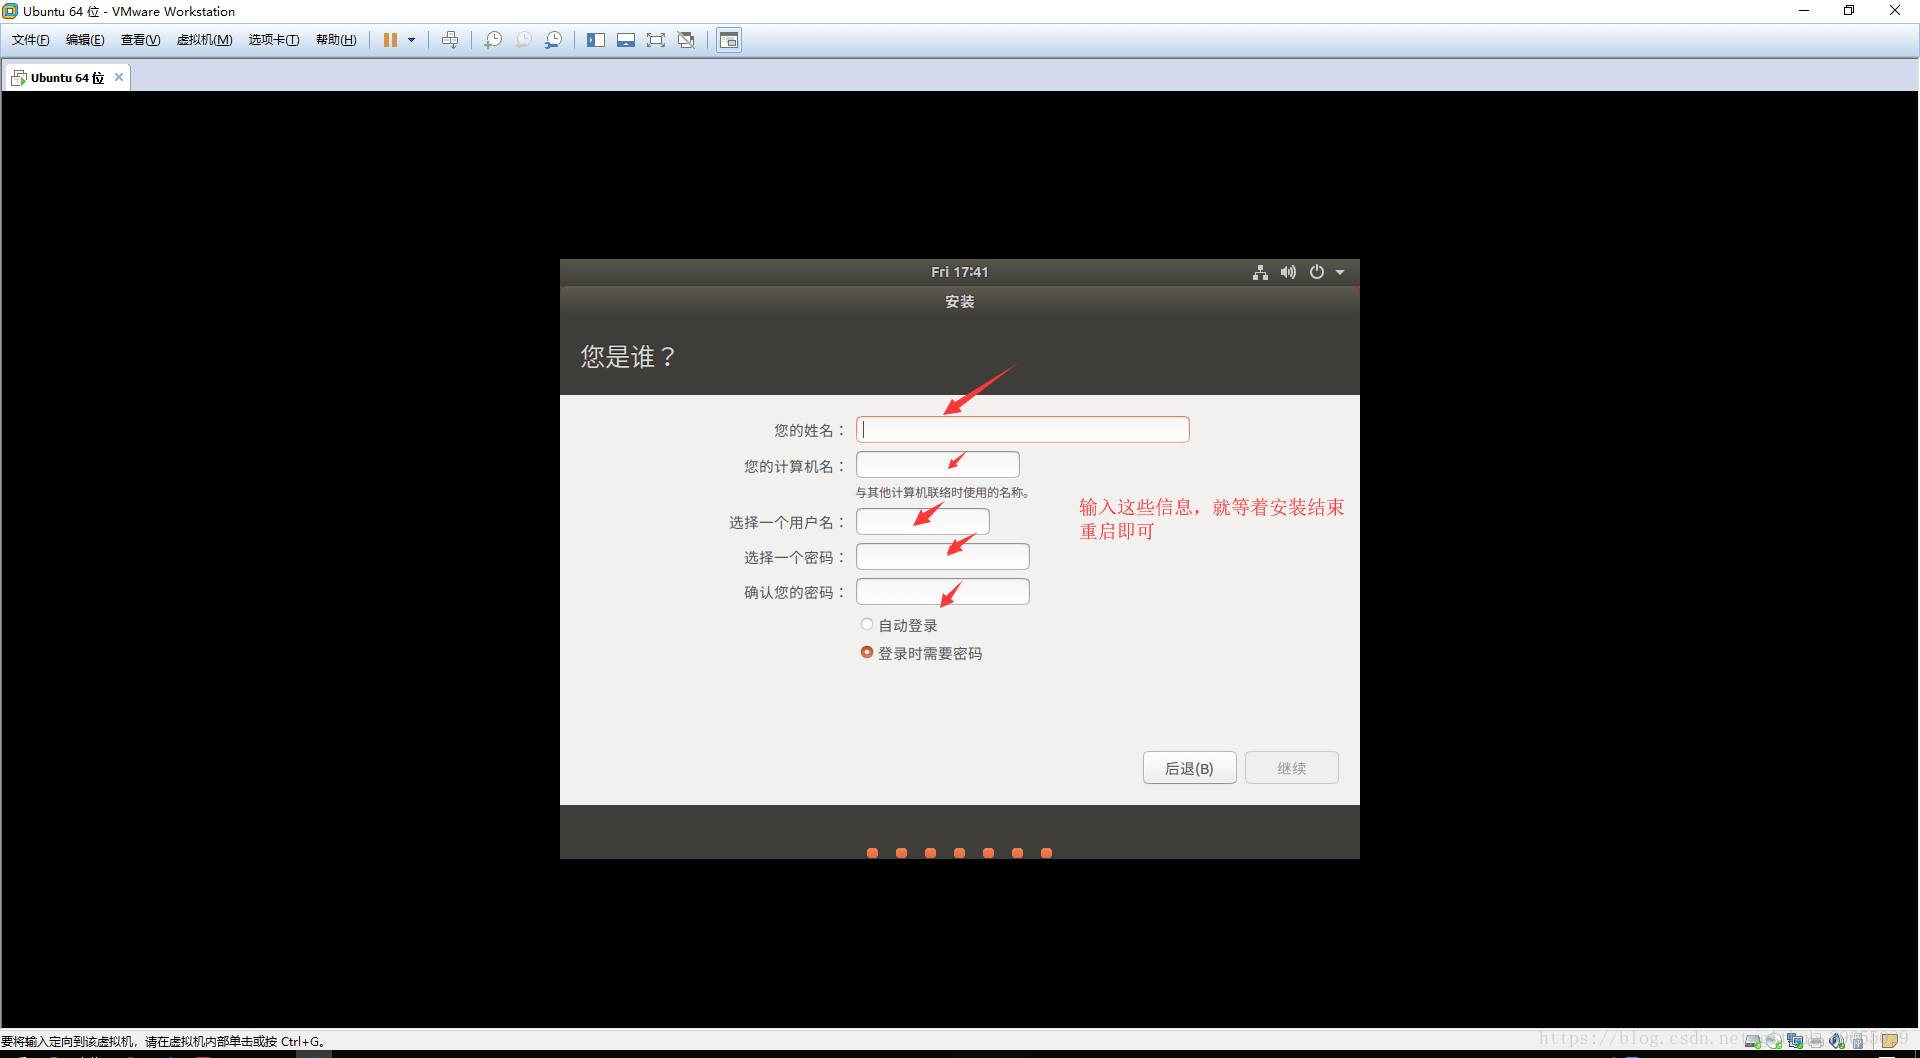 Ubuntu 64 位 - VMware Workstation
文件(F) 编辑(E) 查看(V) 虚拟机(M) 选项卡(T) 帮助(H)
Ubuntu 64 位
Fri 17:41
安装
您是谁？
您的姓名：
您的计算机名：
与其他计算机联络时使用的名称。
选择一个用户名：
输入这些信息，就等着安装结束
重启即可
选择一个密码：
确认您的密码：
自动登录
登录时需要密码
后退(B) 继续
要将输入定向到该虚拟机，请在虚拟机内部单击或按 Ctrl+G。
https://blog.csdn.net